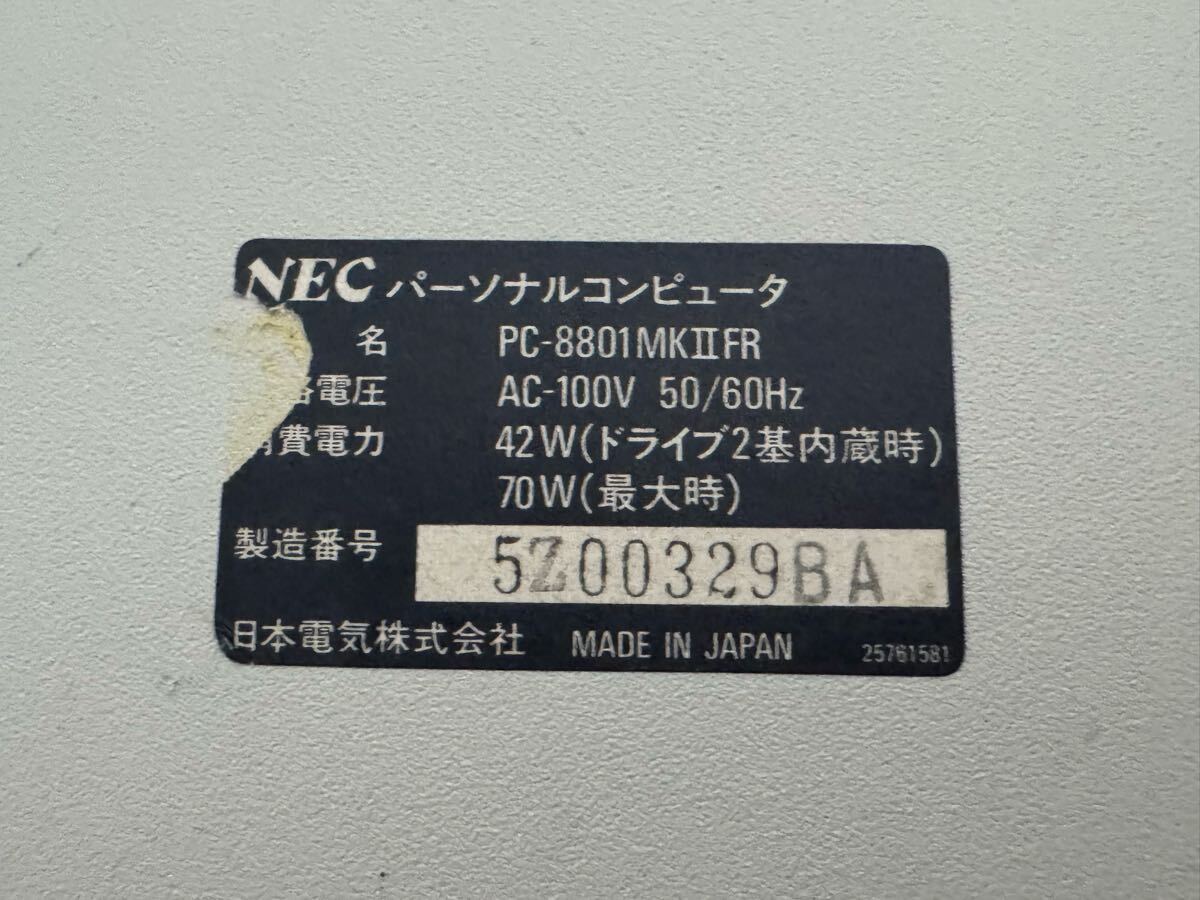 NEC パーソナルコンピュータ
名 PC-8801MKⅡFR
電圧 AC-100V 50/60Hz
費電力 42W(ドライブ2基内蔵時)
70W(最大時)
製造番号 5Z00329BA
日本電気株式会社 MADE IN JAPAN 25761581